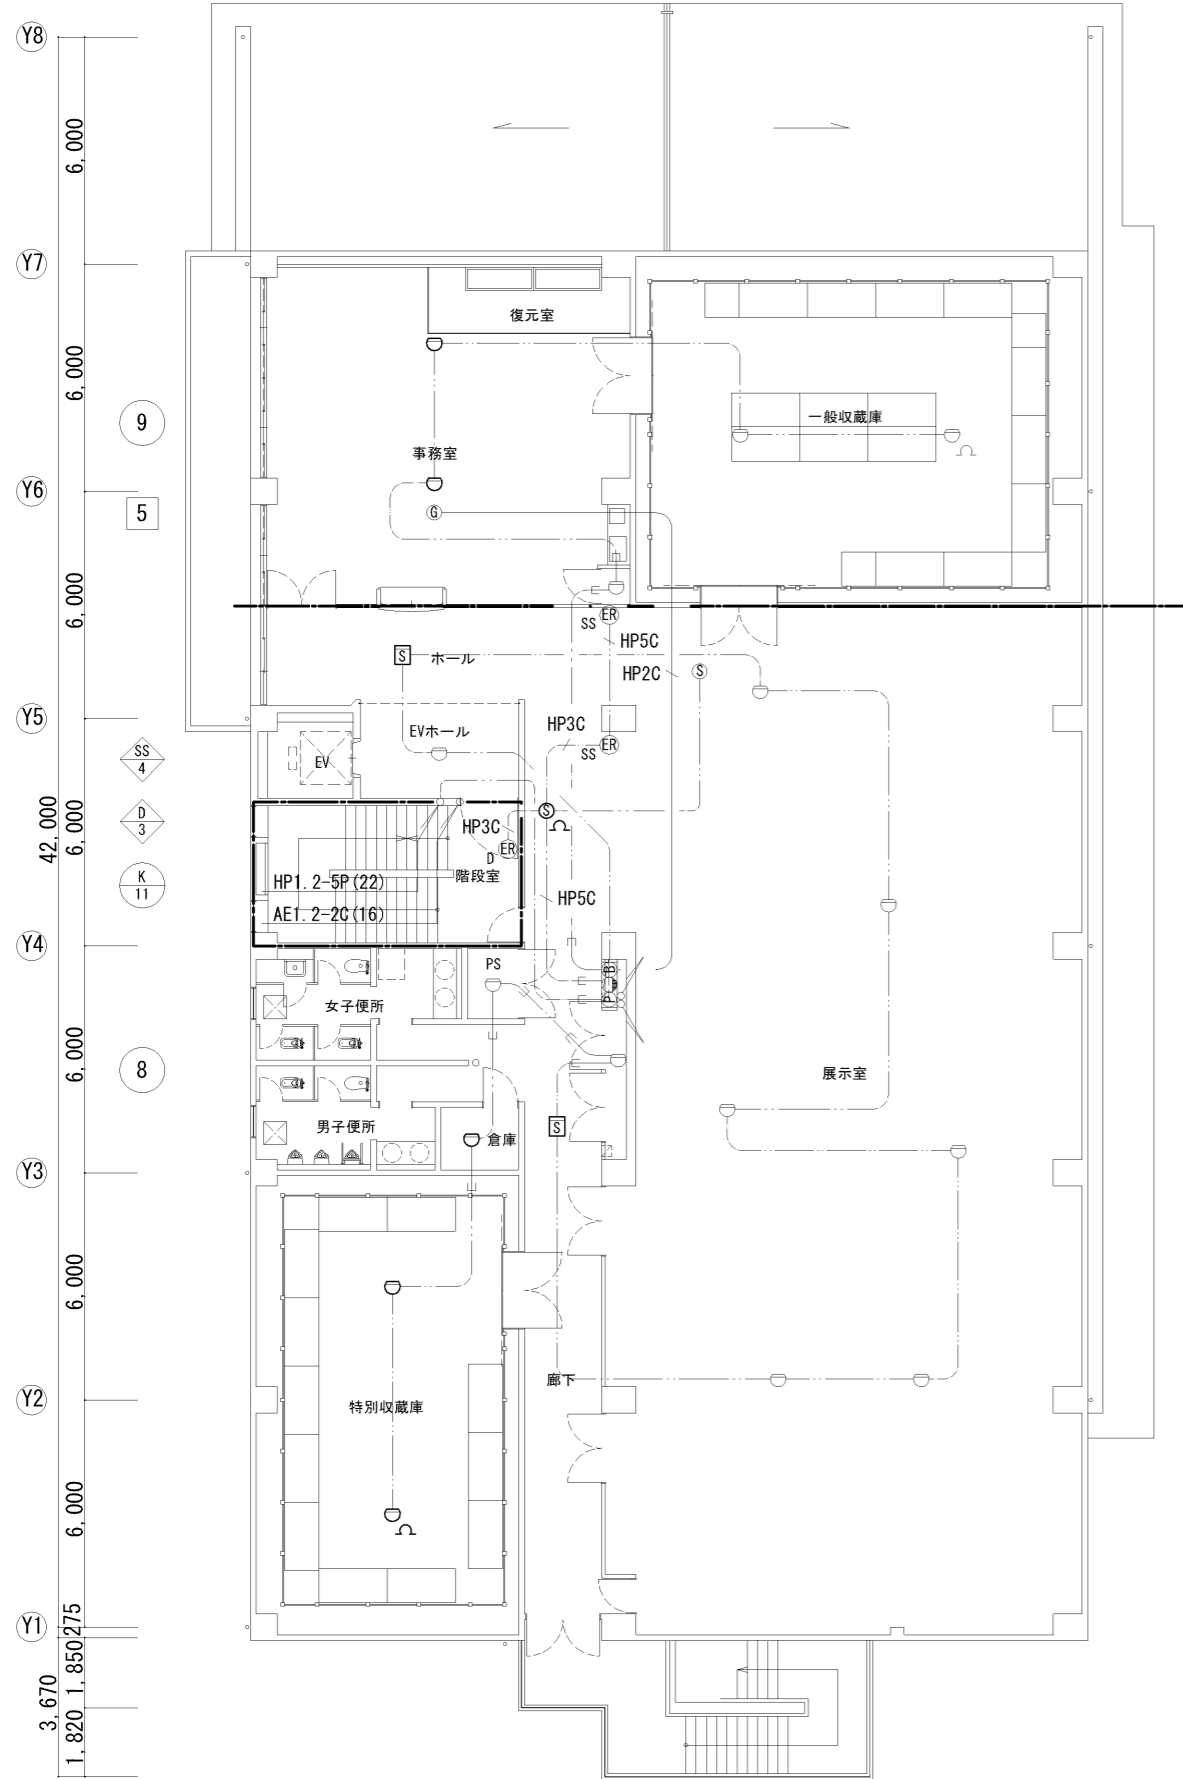 Y8
6,000
Y7
復元室
6,000
9
一般収蔵庫
事務室
Y6
5
G
6,000
SS
ER
HP5C
S
ホール
HP2C
S
Y5
EVホール
HP3C
SS
ER
SS
4
EV
42,000
6,000
D
3
S
HP3C
ER
D
階段室
K
11
HP1.2-5P(22)
HP5C
AE1.2-2C(16)
Y4
PS
B
P
女子便所
6,000
8
展示室
男子便所
S
倉庫
Y3
6,000
廊下
Y2
特別収蔵庫
6,000
Y1
275
1,850
3,670
1,820